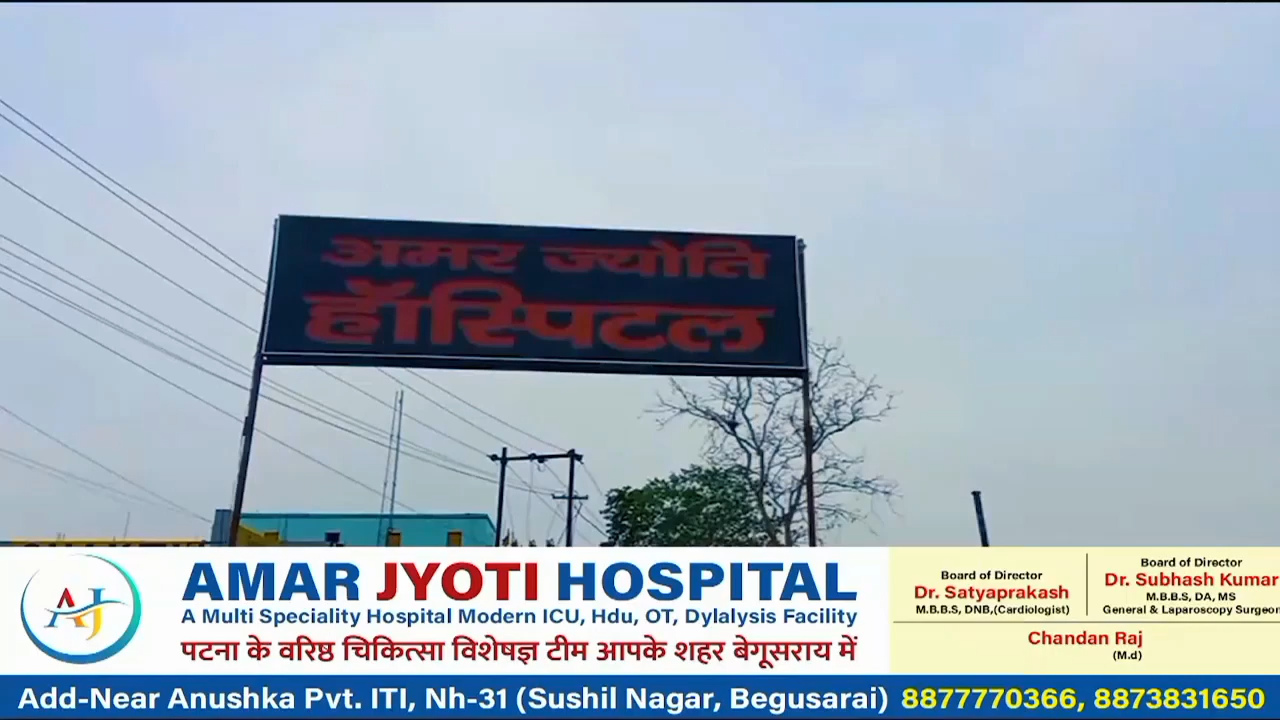 अमर ज्योति
हॉस्पिटल
AJ
AMAR JYOTI HOSPITAL
A Multi Speciality Hospital Modern ICU, Hdu, OT, Dylalysis Facility
पटना के वरिष्ठ चिकित्सा विशेषज्ञ टीम आपके शहर बेगूसराय में
Board of Director
Dr. Satyaprakash
M.B.B.S, DNB,(Cardiologist)
Board of Director
Dr. Subhash Kumar
M.B.B.S, DA, MS
General & Laparoscopy Surgeon
Chandan Raj
(M.d)
Add-Near Anushka Pvt. ITI, Nh-31 (Sushil Nagar, Begusarai) 8877770366, 8873831650